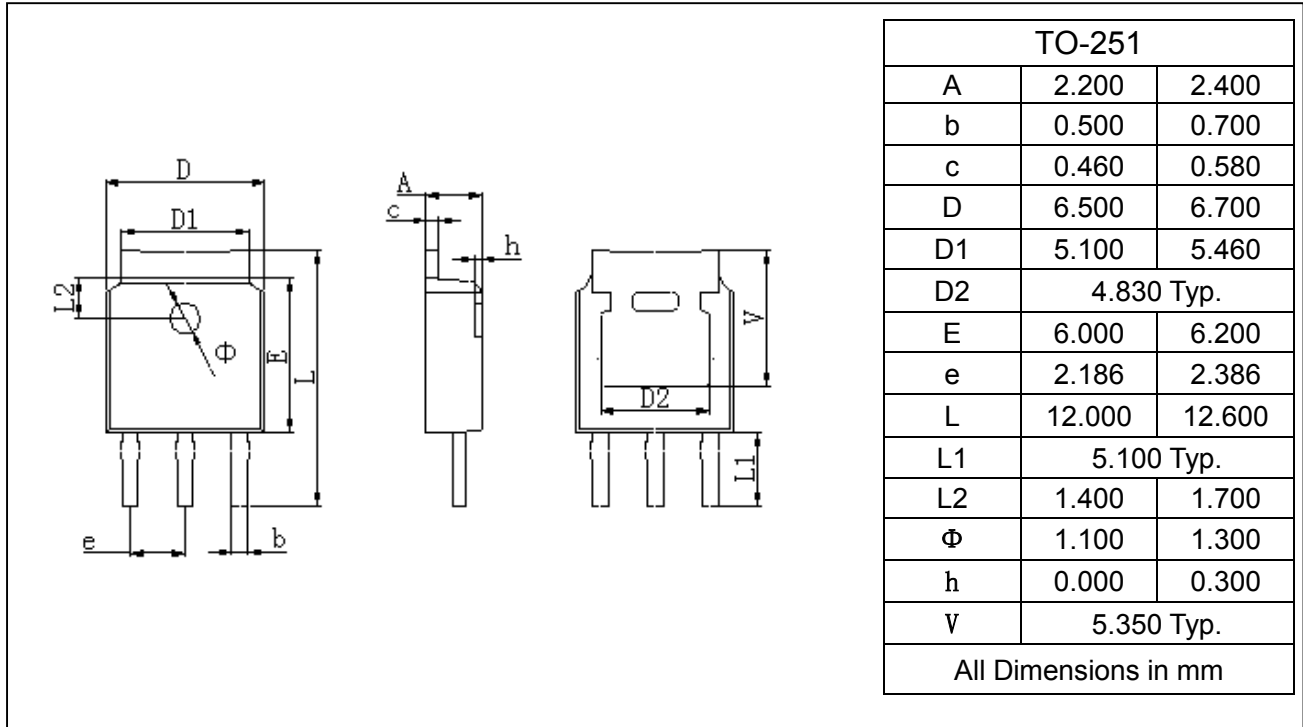 D
D1
L2
Φ
E
L
e
b
A
c
h
V
D2
L1
TO-251
A 2.200 2.400
b 0.500 0.700
c 0.460 0.580
D 6.500 6.700
D1 5.100 5.460
D2 4.830 Typ.
E 6.000 6.200
e 2.186 2.386
L 12.000 12.600
L1 5.100 Typ.
L2 1.400 1.700
Φ 1.100 1.300
h 0.000 0.300
V 5.350 Typ.
All Dimensions in mm